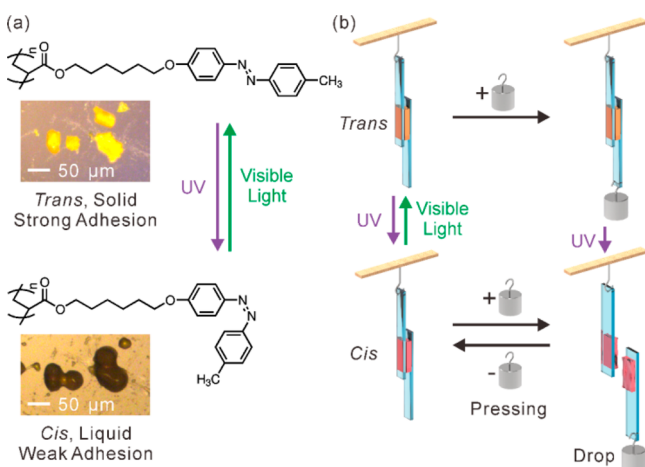 (a)
n
O
O
O
N
N
CH₃
50 μm
Trans, Solid
Strong Adhesion
UV
Visible
Light
n
O
O
O
N
N
H₃C
50 μm
Cis, Liquid
Weak Adhesion
(b)
Trans
+
UV
Visible
Light
UV
Cis
+
-
Pressing
Drop